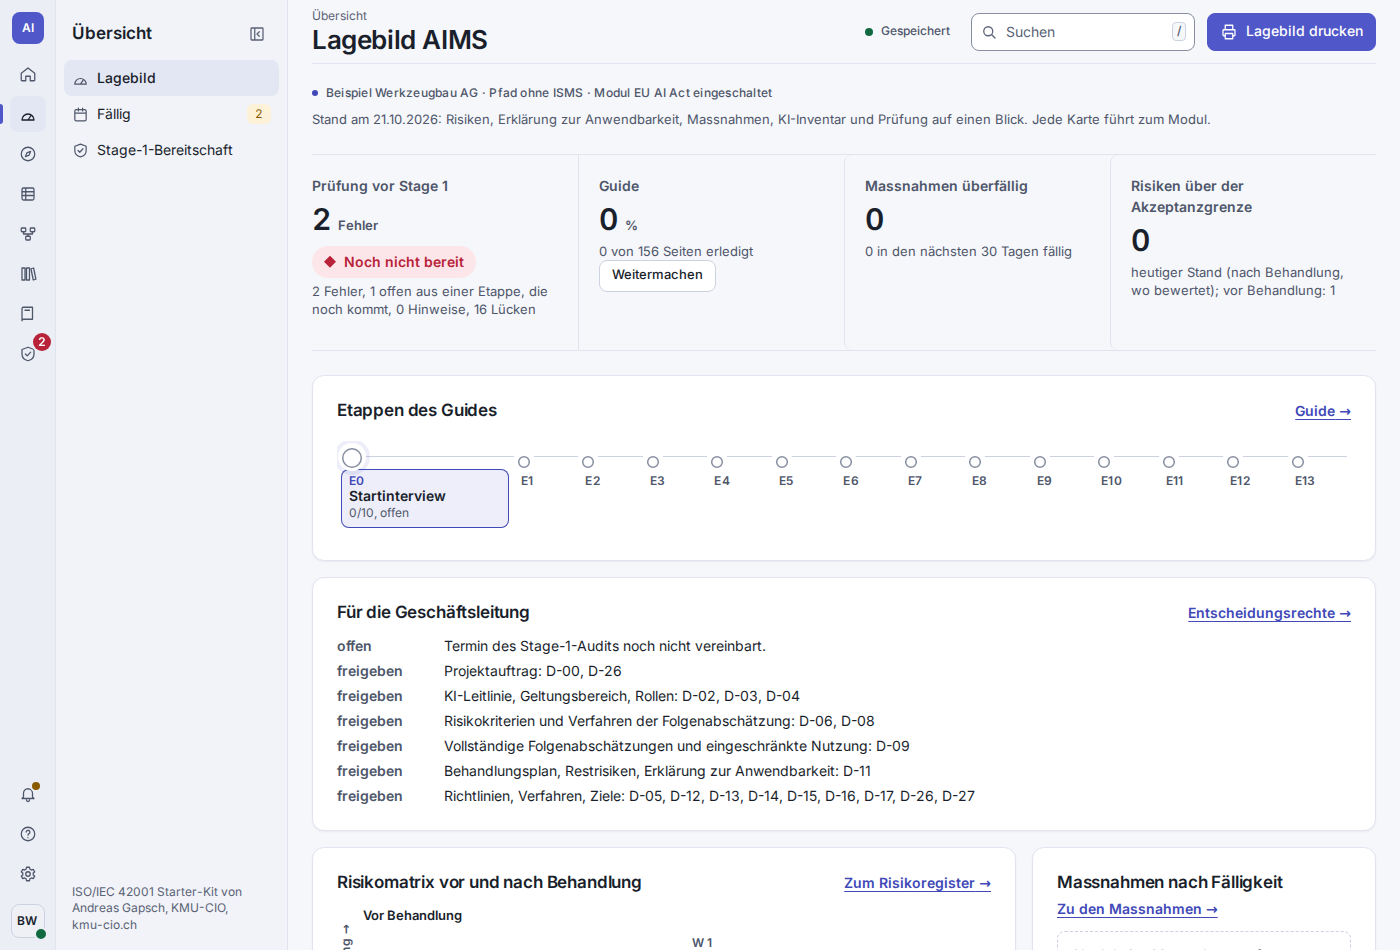 AI
Übersicht
Lagebild
Fällig
2
Stage-1-Bereitschaft
2
BW
ISO/IEC 42001 Starter-Kit von
Andreas Gapsch, KMU-CIO,
kmu-cio.ch
Übersicht
Lagebild AIMS
Gespeichert
Suchen
/
Lagebild drucken
Beispiel Werkzeugbau AG · Pfad ohne ISMS · Modul EU AI Act eingeschaltet
Stand am 21.10.2026: Risiken, Erklärung zur Anwendbarkeit, Massnahmen, KI-Inventar und Prüfung auf einen Blick. Jede Karte führt zum Modul.
Prüfung vor Stage 1
2 Fehler
Noch nicht bereit
2 Fehler, 1 offen aus einer Etappe, die
noch kommt, 0 Hinweise, 16 Lücken
Guide
0 %
0 von 156 Seiten erledigt
Weitermachen
Massnahmen überfällig
0
0 in den nächsten 30 Tagen fällig
Risiken über der
Akzeptanzgrenze
0
heutiger Stand (nach Behandlung,
wo bewertet); vor Behandlung: 1
Etappen des Guides
Guide →
E0
Startinterview
0/10, offen
E1
E2
E3
E4
E5
E6
E7
E8
E9
E10
E11
E12
E13
Für die Geschäftsleitung
Entscheidungsrechte →
offen Termin des Stage-1-Audits noch nicht vereinbart.
freigeben Projektauftrag: D-00, D-26
freigeben KI-Leitlinie, Geltungsbereich, Rollen: D-02, D-03, D-04
freigeben Risikokriterien und Verfahren der Folgenabschätzung: D-06, D-08
freigeben Vollständige Folgenabschätzungen und eingeschränkte Nutzung: D-09
freigeben Behandlungsplan, Restrisiken, Erklärung zur Anwendbarkeit: D-11
freigeben Richtlinien, Verfahren, Ziele: D-05, D-12, D-13, D-14, D-15, D-16, D-17, D-26, D-27
Risikomatrix vor und nach Behandlung
Zum Risikoregister →
Vor Behandlung
W 1
Massnahmen nach Fälligkeit
Zu den Massnahmen →